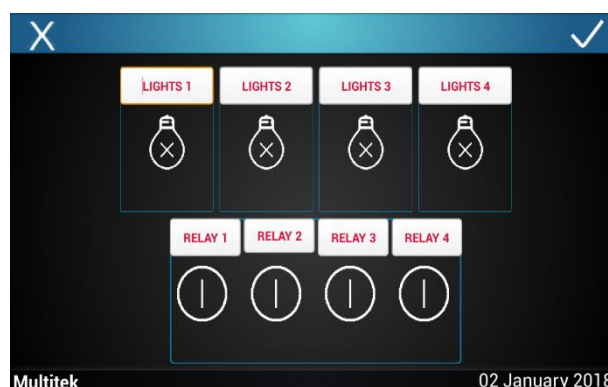 LIGHTS 1 LIGHTS 2 LIGHTS 3 LIGHTS 4
RELAY 1 RELAY 2 RELAY 3 RELAY 4
Multitek 02 January 2018